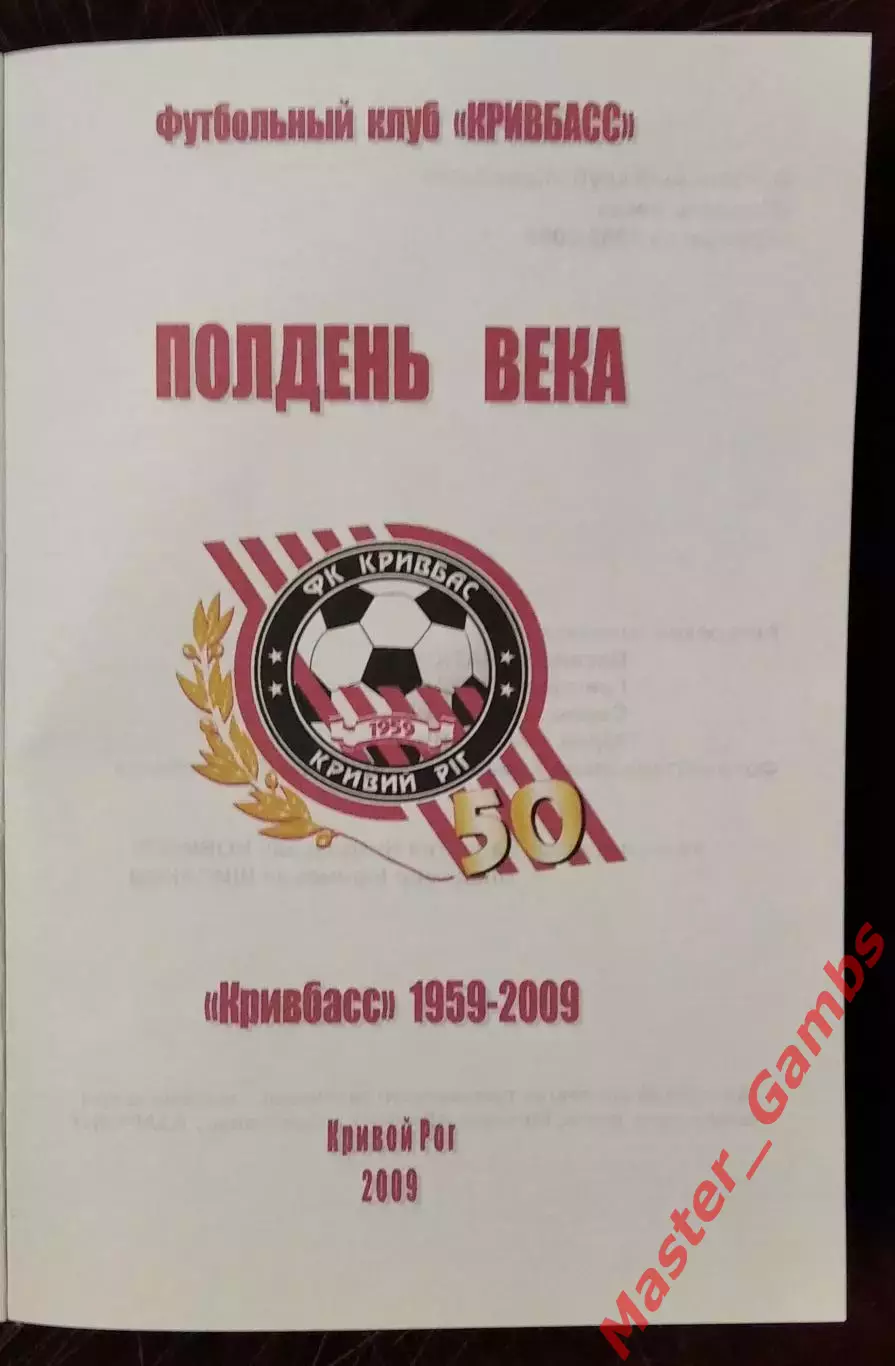 Футбольный клуб «КРИВБАСС»
ПОЛДЕНЬ ВЕКА
ФК КРИВБАС
1959
КРИВИЙ РІГ
50
«Кривбасс» 1959-2009
Кривой Рог
2009
Master_Gambs